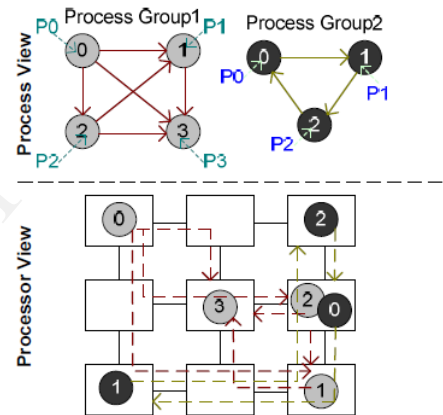 Process Group1
Process Group2
P0
P1
0
1
2
3
P2
P3
0
1
2
P0
P1
P2
Process View
Processor View
0
2
3
2
0
1
1